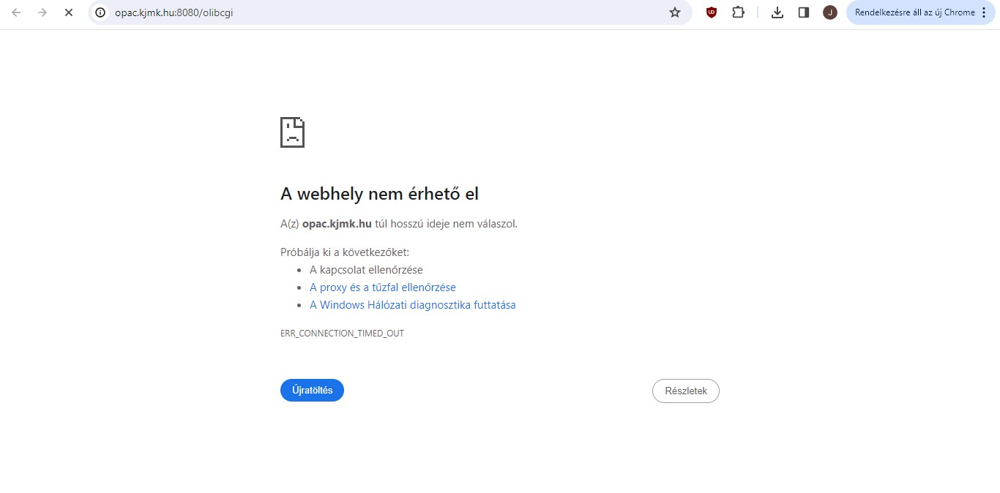 opac.kjmk.hu:8080/olibcgi
J
Rendelkezésre áll az új Chrome
A webhely nem érhető el
A(z) opac.kjmk.hu túl hosszú ideje nem válaszol.
Próbálja ki a következőket:
A kapcsolat ellenőrzése
A proxy és a tűzfal ellenőrzése
A Windows Hálózati diagnosztika futtatása
ERR_CONNECTION_TIMED_OUT
Újratöltés
Részletek